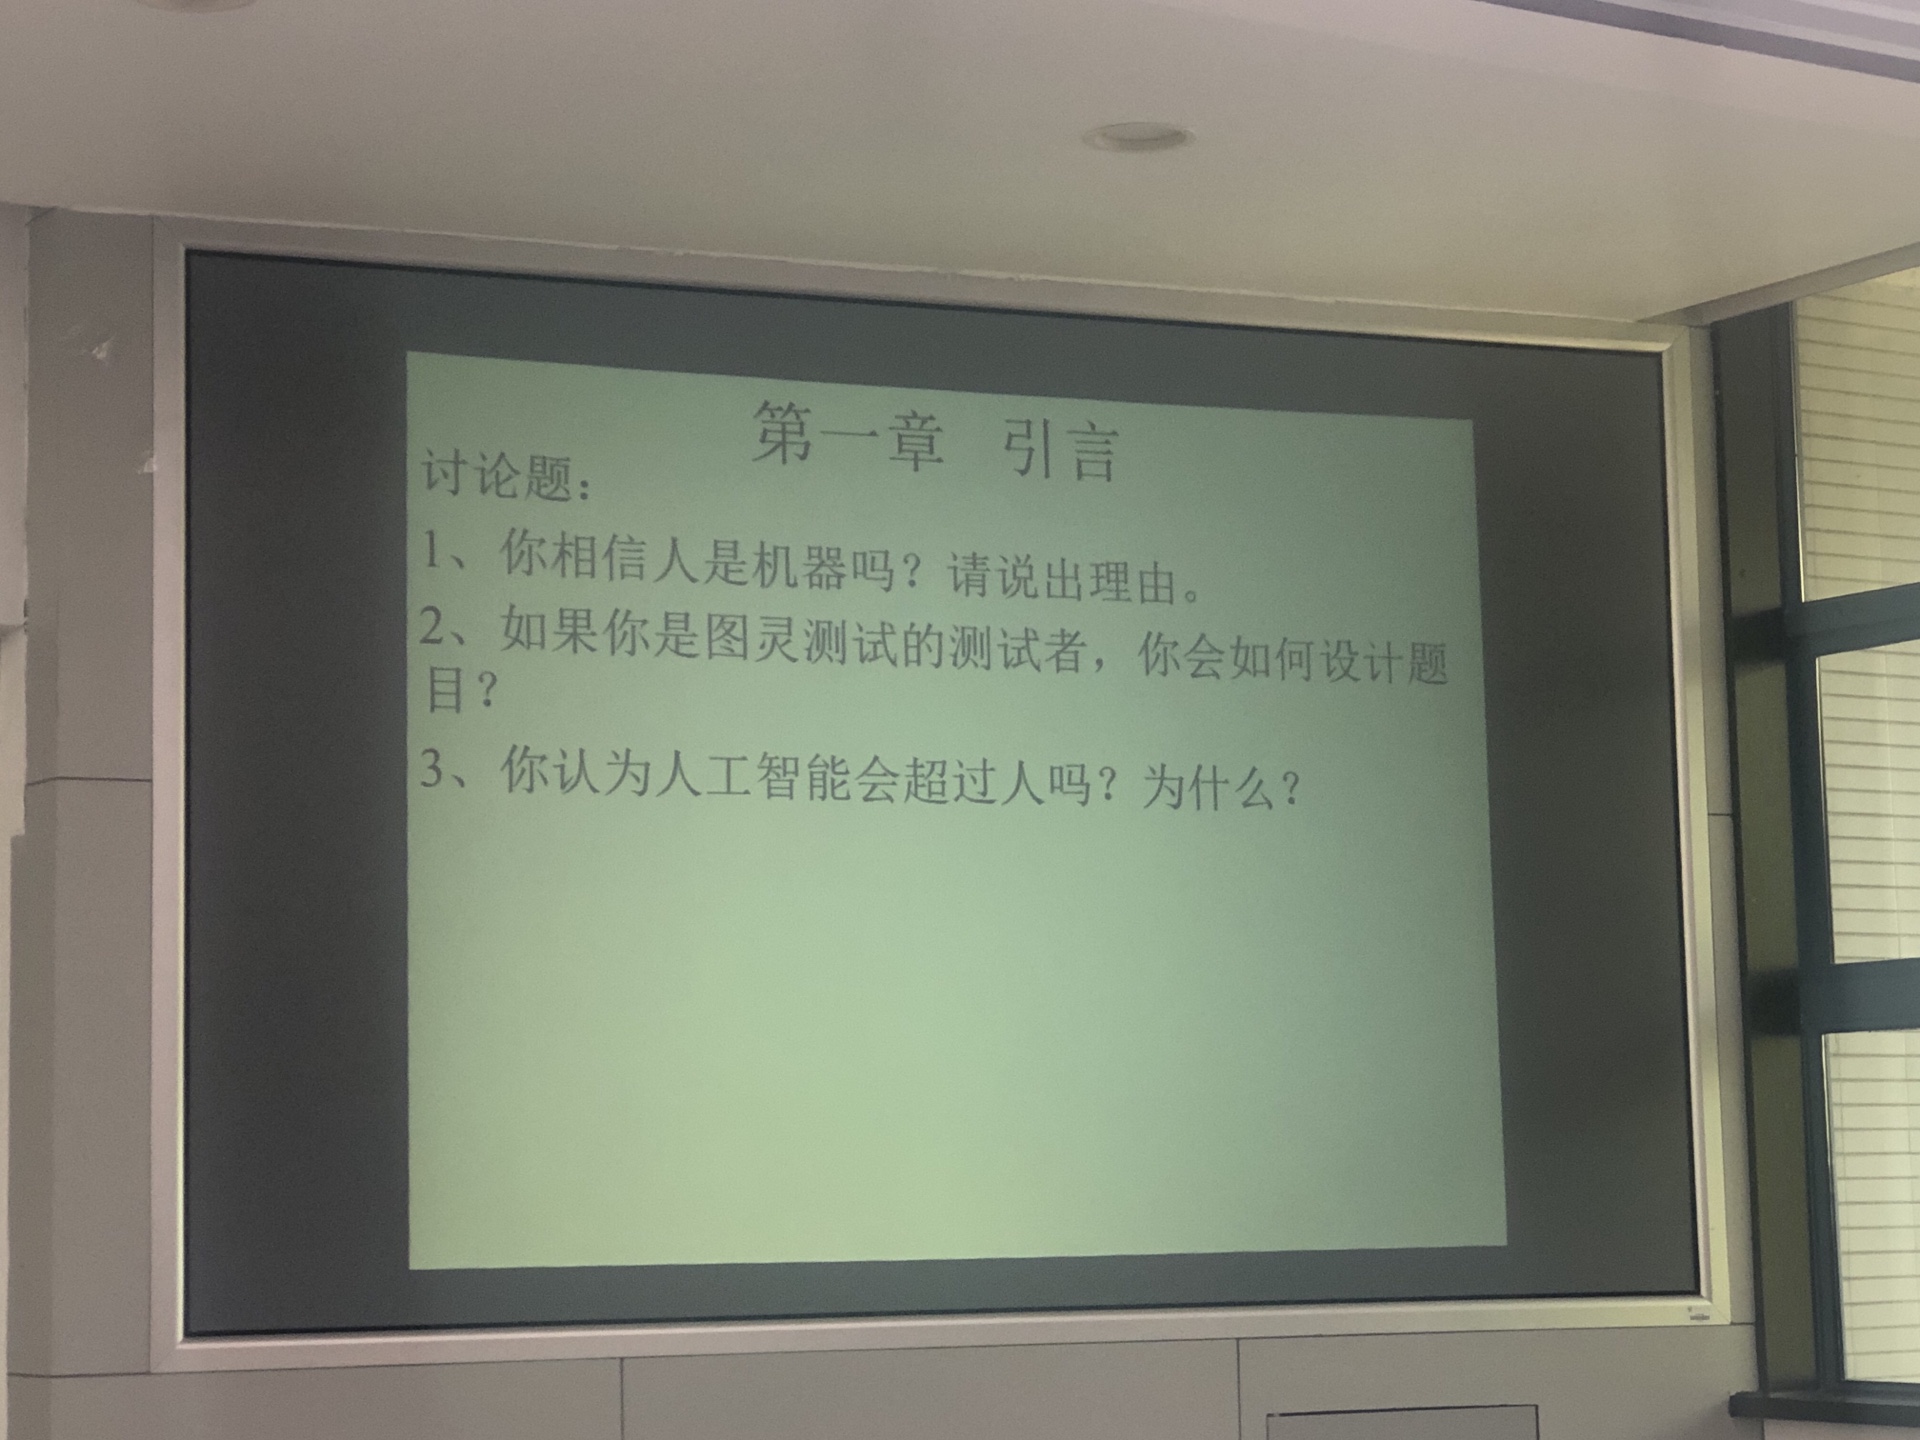 第一章 引言
讨论题：
1、你相信人是机器吗？请说出理由。
2、如果你是图灵测试的测试者，你会如何设计题
目？
3、你认为人工智能会超过人吗？为什么？